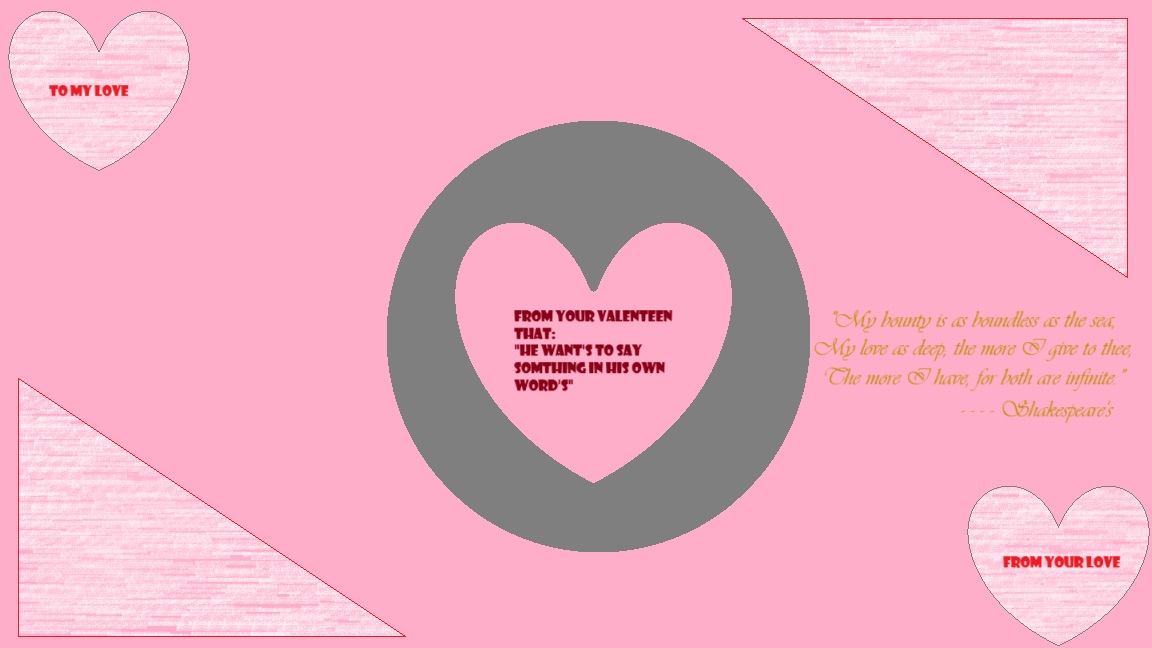 TO MY LOVE
FROM YOUR VALENTEEN
THAT:
"HE WANT'S TO SAY
SOMTHING IN HIS OWN
WORD'S"
"My bounty is as boundless as the sea,
My love as deep, the more I give to thee,
The more I have, for both are infinite."
---- Shakespeare's
FROM YOUR LOVE